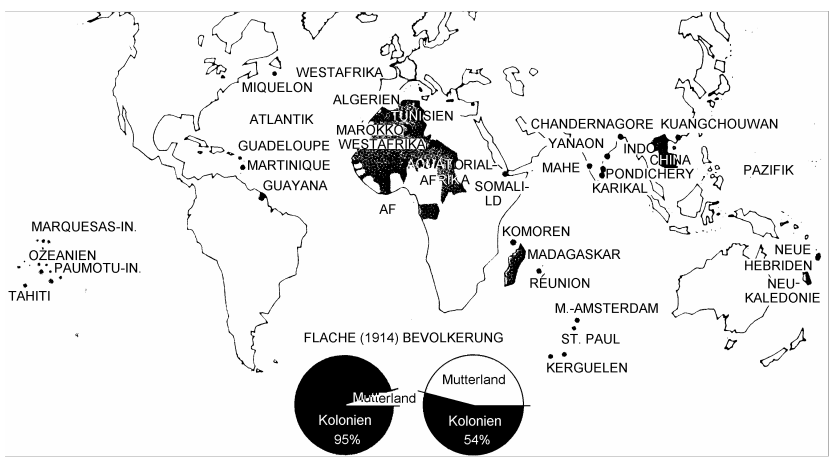 WESTAFRIKA
MIQUELON
ALGERIEN
ATLANTIK
TUNISIEN
MAROKKO
CHANDERNAGORE
KUANGCHOUWAN
GUADELOUPE
WESTAFRIKA
YANAON
INDO
CHINA
MARTINIQUE
ÄQUATORIAL-
AFRIKA
MAHE
PONDICHERY
PAZIFIK
GUAYANA
SOMALI-
LD
KARIKAL
AF
MARQUESAS-IN.
KOMOREN
OZEANIEN
MADAGASKAR
NEUE
HEBRIDEN
PAUMOTU-IN.
RÉUNION
NEU-
KALEDONIE
TAHITI
M.-AMSTERDAM
ST. PAUL
KERGUELEN
FLACHE (1914) BEVOLKERUNG
Mutterland
Kolonien
95%
Mutterland
Kolonien
54%